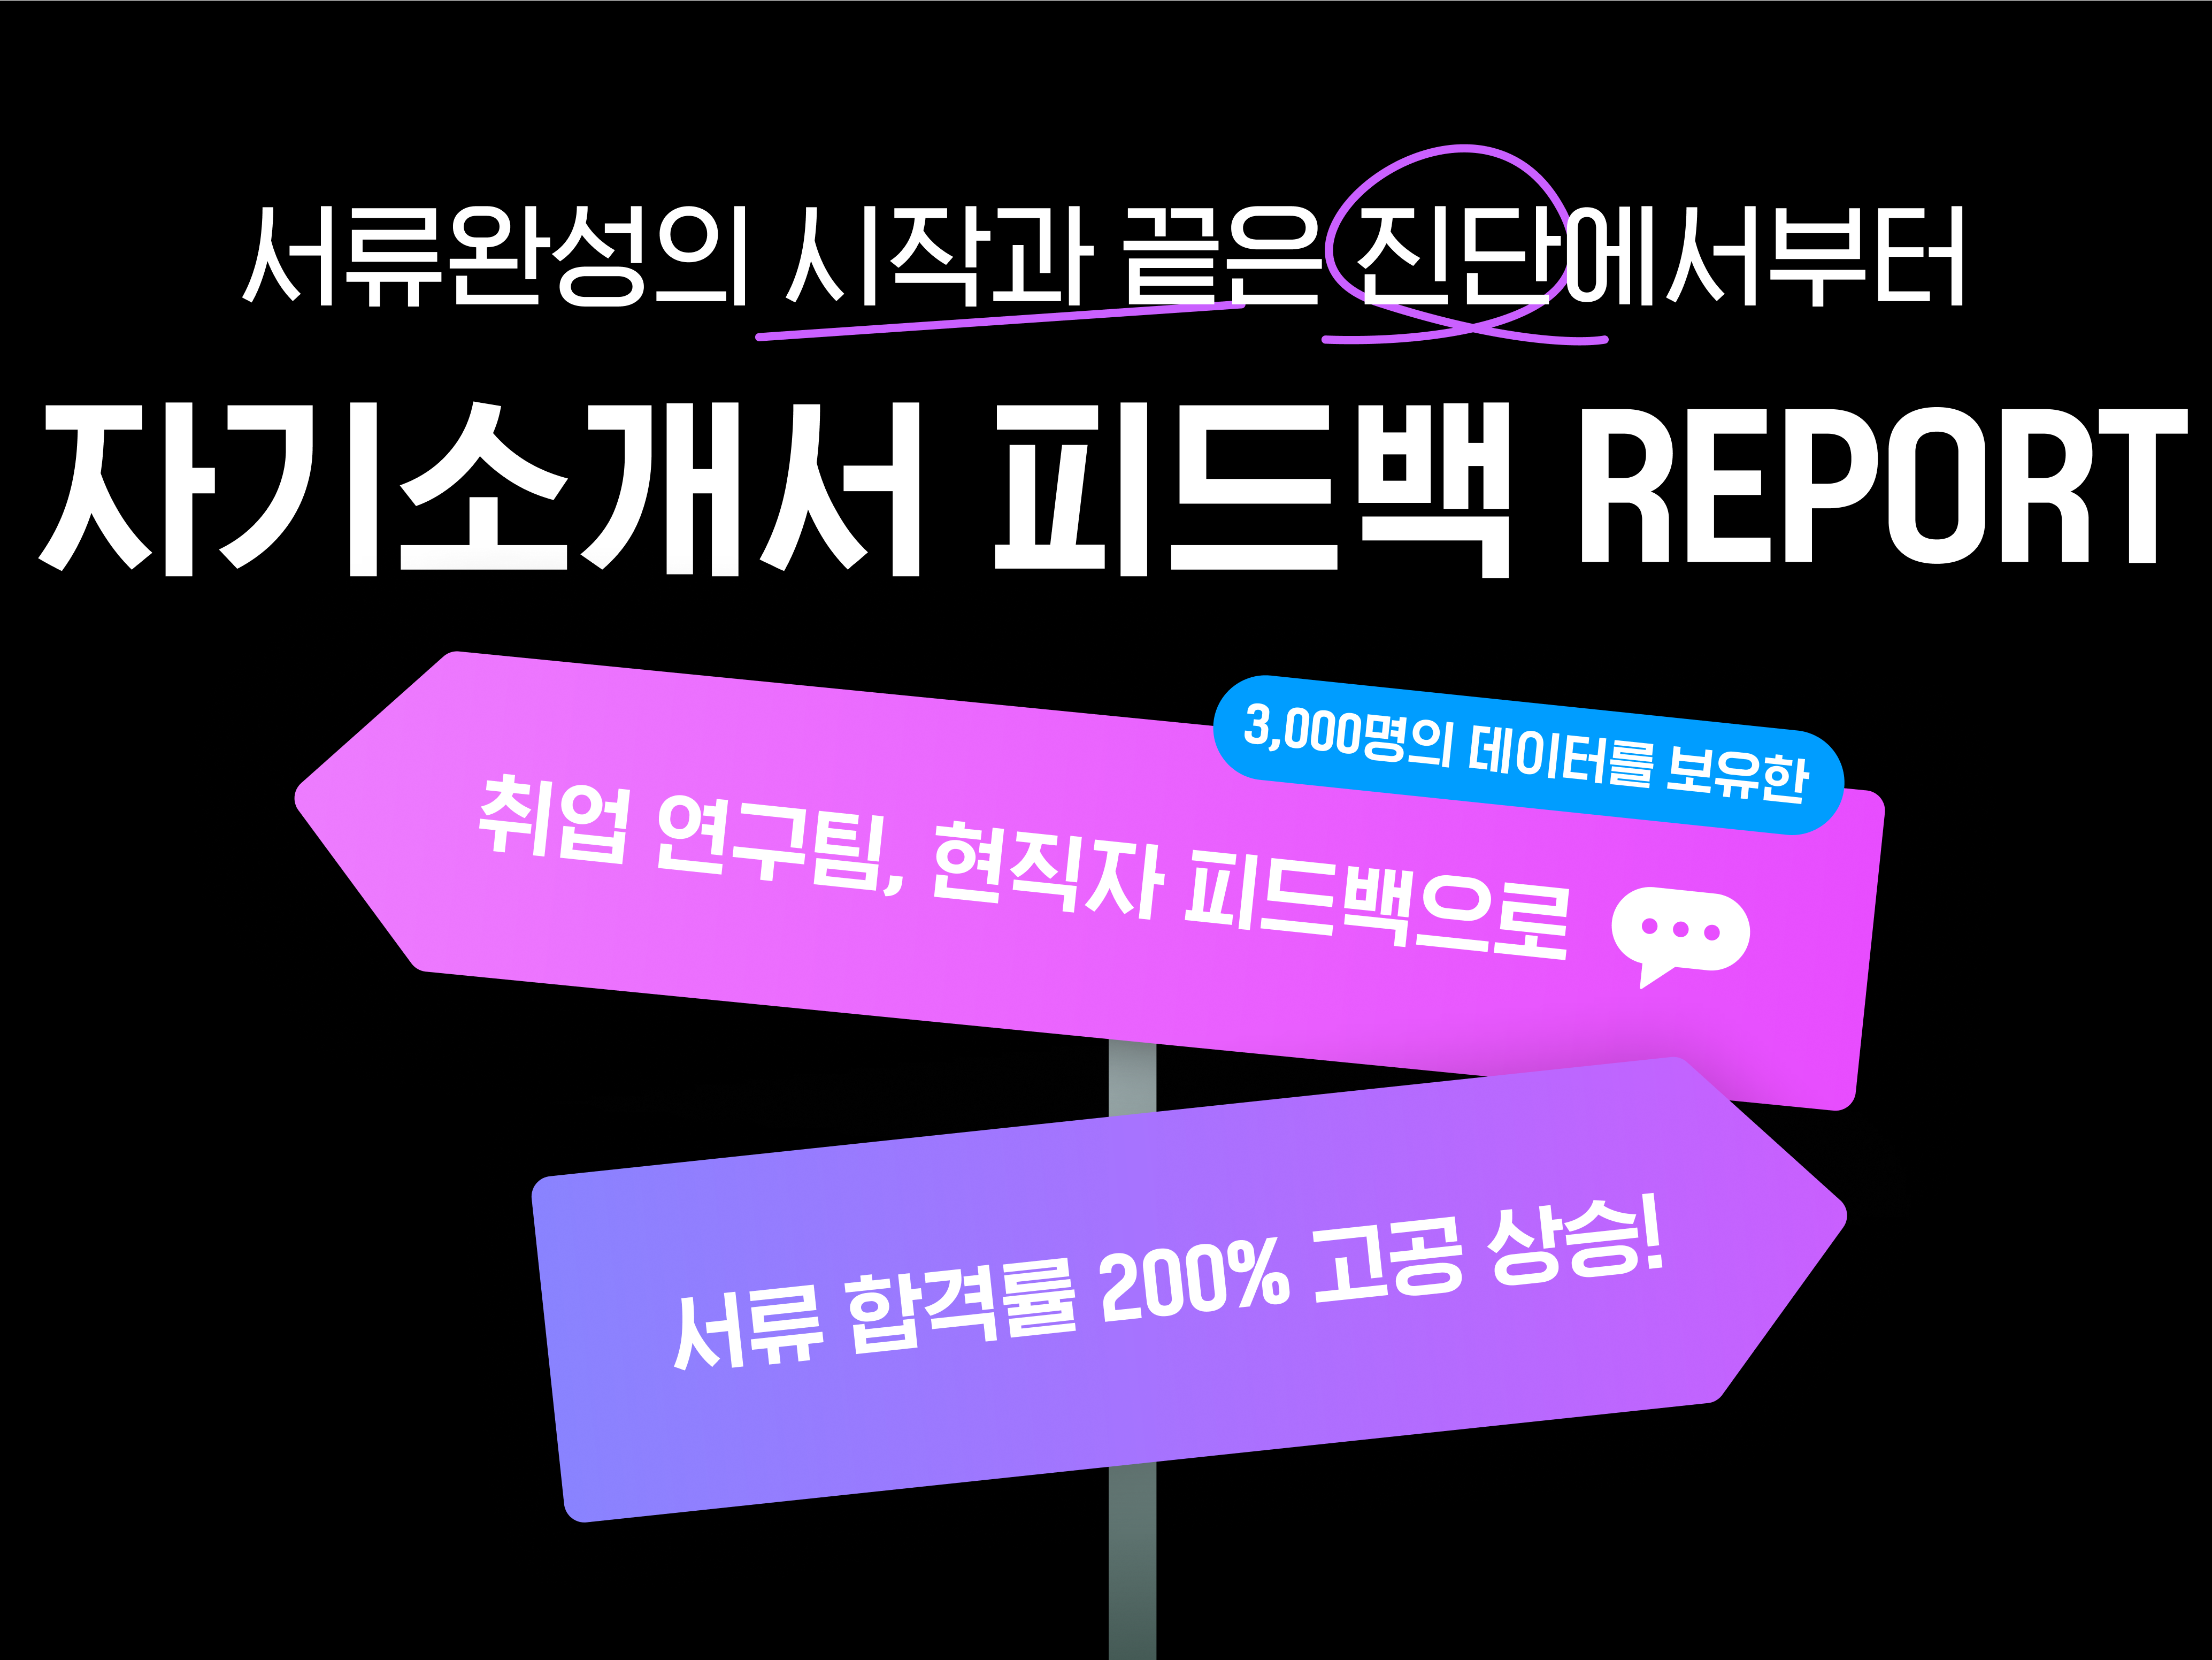 서류완성의 시작과 끝은 진단에서부터
자기소개서 피드백 REPORT
3,000명의 데이터를 보유한
취업 연구팀, 현직자 피드백으로
서류 합격률 200% 고공 상승!